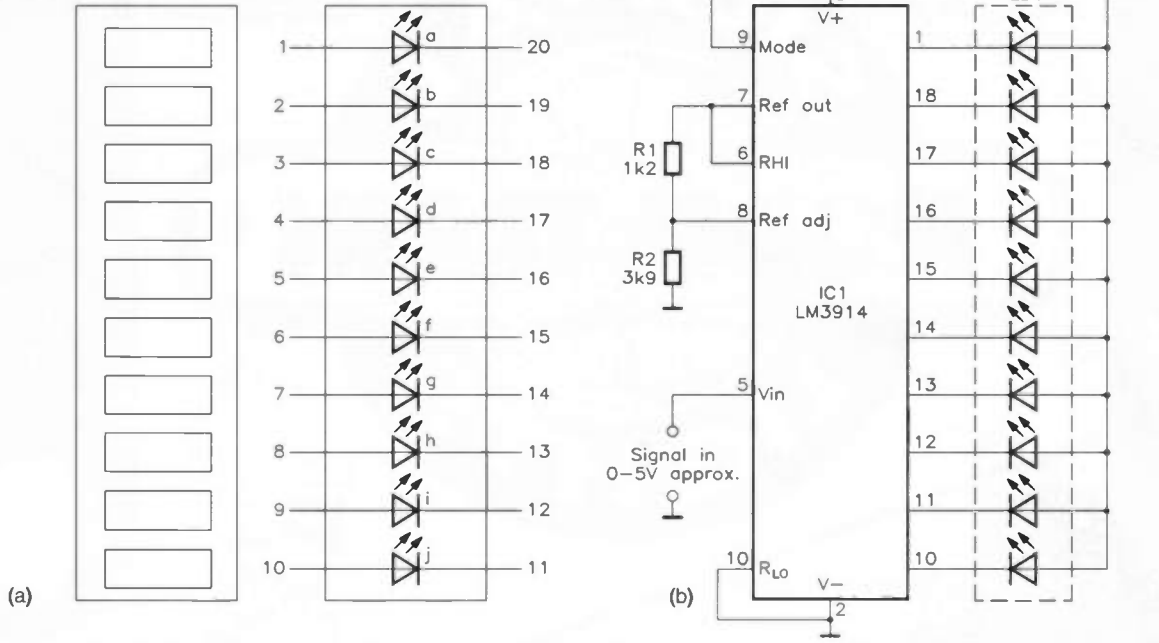 1 a 20
2 b 19
3 c 18
4 d 17
5 e 16
6 f 15
7 g 14
8 h 13
9 i 12
10 j 11
(a)
V+
9 Mode 1
7 Ref out 18
R1
1k2
6 RHI 17
8 Ref adj 16
R2
3k9
15
IC1
LM3914
14
5 Vin 13
Signal in
0-5V approx.
12
11
10 RLO 10
V-
2
(b)